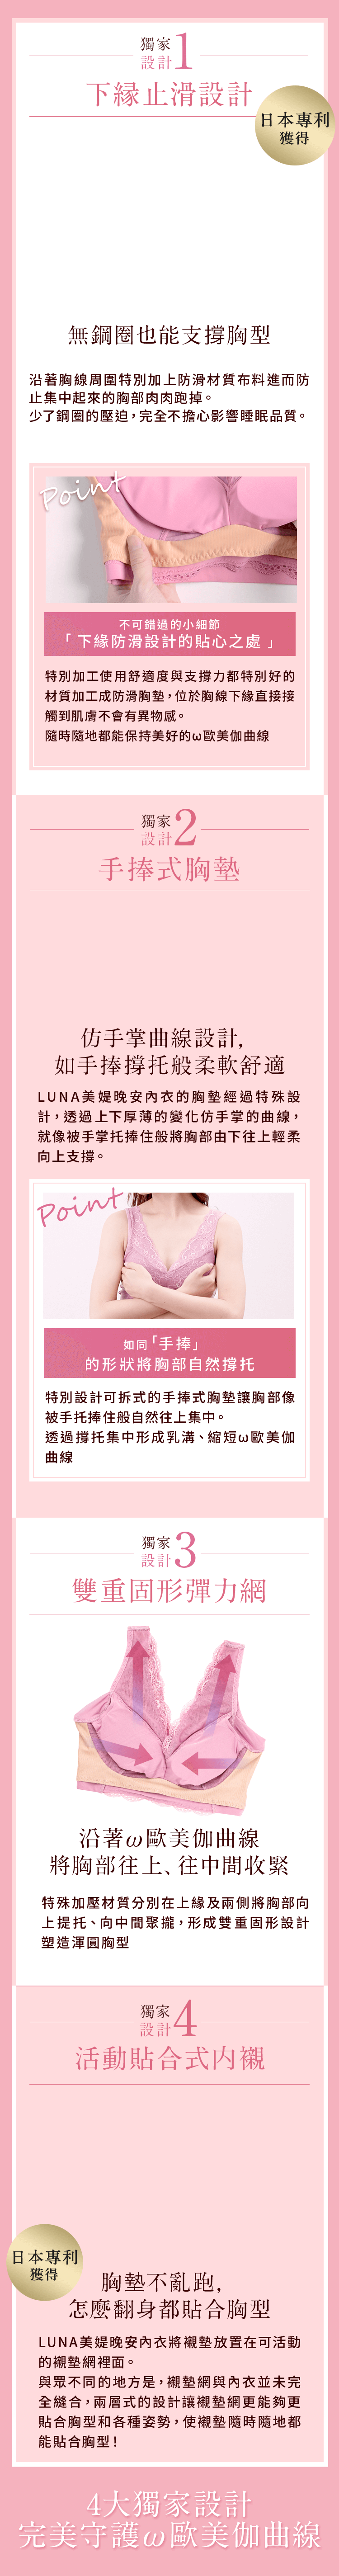 獨家
設計1
下緣止滑設計
日本專利
獲得
無鋼圈也能支撐胸型
沿著胸線周圍特別加上防滑材質布料進而防
止集中起來的胸部肉肉跑掉。
少了鋼圈的壓迫，完全不擔心影響睡眠品質。
Point
不可錯過的小細節
「下緣防滑設計的貼心之處」
特別加工使用舒適度與支撐力都特別好的
材質加工成防滑胸墊，位於胸線下緣直接接
觸到肌膚不會有異物感。
隨時隨地都能保持美好的ω歐美伽曲線
獨家
設計2
手捧式胸墊
仿手掌曲線設計,
如手捧撐托般柔軟舒適
LUNA美媞晚安內衣的胸墊經過特殊設
計，透過上下厚薄的變化仿手掌的曲線，
就像被手掌托捧住般將胸部由下往上輕柔
向上支撐。
Point
如同「手捧」
的形狀將胸部自然撐托
特別設計可拆式的手捧式胸墊讓胸部像
被手托捧住般自然往上集中。
透過撐托集中形成乳溝、縮短ω歐美伽
曲線
獨家
設計3
雙重固形彈力網
沿著ω歐美伽曲線
將胸部往上、往中間收緊
特殊加壓材質分別在上緣及兩側將胸部向
上提托、向中間聚攏，形成雙重固形設計
塑造渾圓胸型
獨家
設計4
活動貼合式內襯
日本專利
獲得
胸墊不亂跑,
怎麼翻身都貼合胸型
LUNA美媞晚安內衣將襯墊放置在可活動
的襯墊網裡面。
與眾不同的地方是，襯墊網與內衣並未完
全縫合，兩層式的設計讓襯墊網更能夠更
貼合胸型和各種姿勢，使襯墊隨時隨地都
能貼合胸型！
4大獨家設計
完美守護ω歐美伽曲線